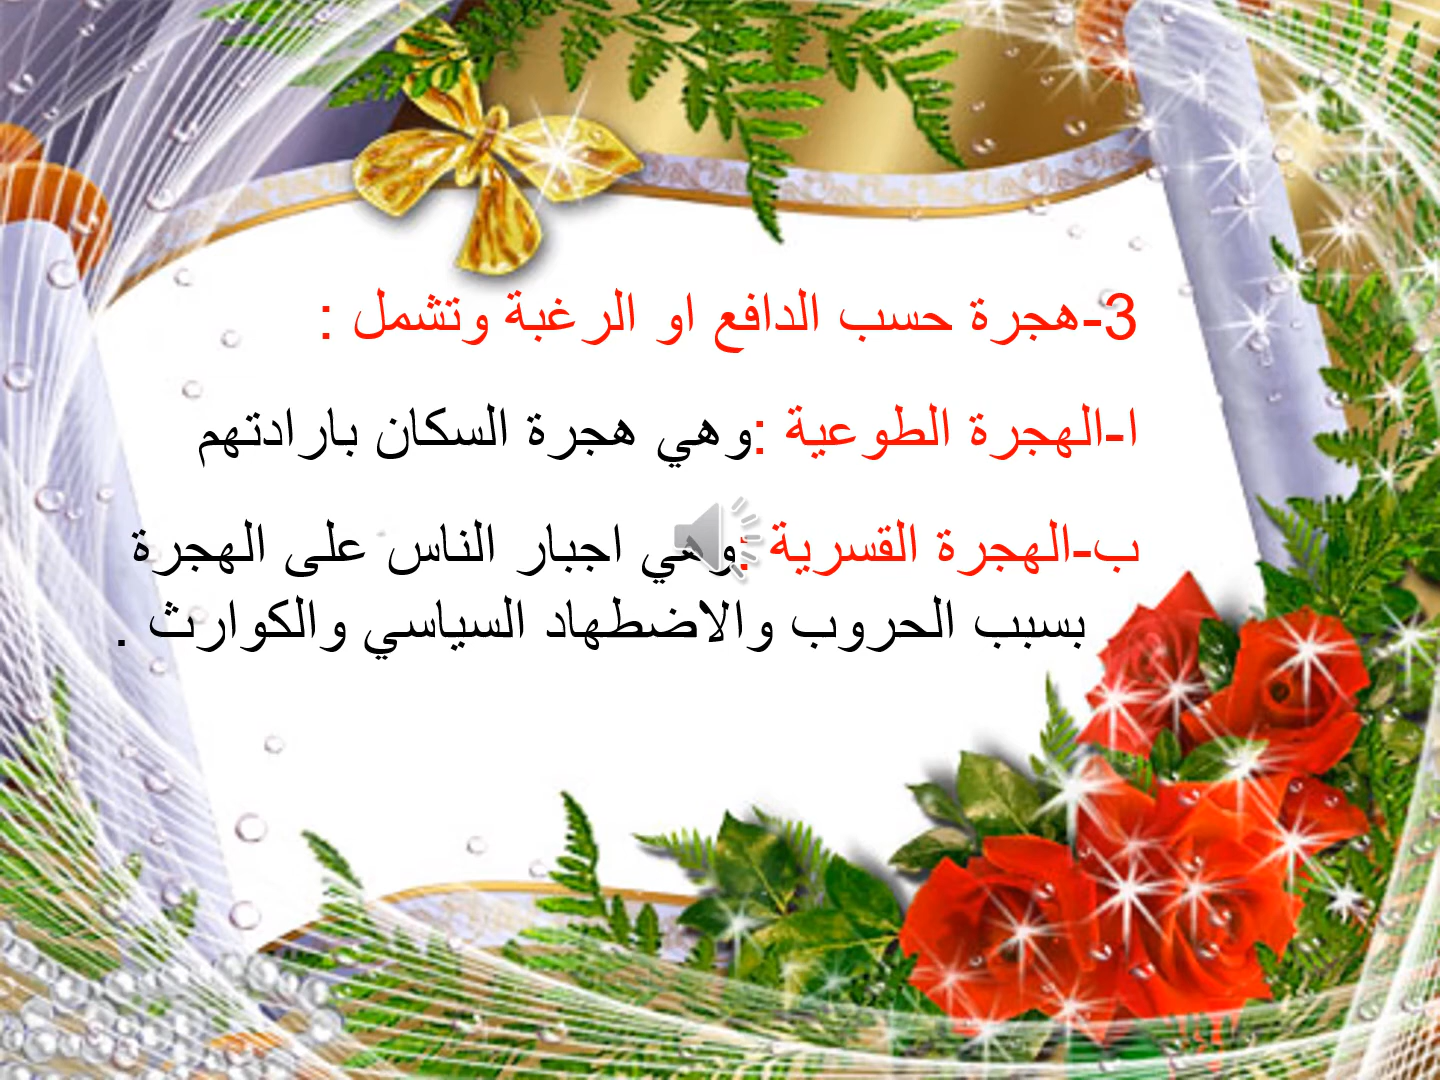 3-هجرة حسب الدافع او الرغبة وتشمل :
ا-الهجرة الطوعية :وهي هجرة السكان بارادتهم
ب-الهجرة القسرية :وهي اجبار الناس على الهجرة
بسبب الحروب والاضطهاد السياسي والكوارث .